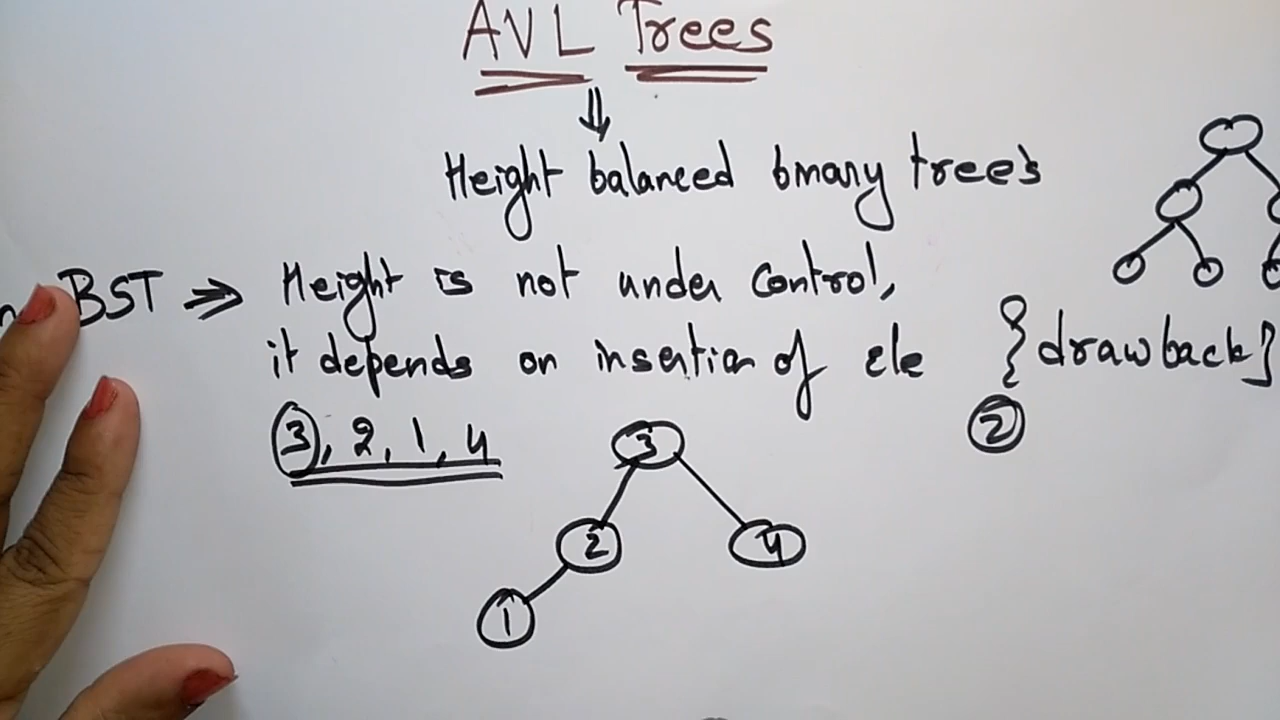 AVL Trees
⇓
Height balanced binary tree's
BST ⇒ Height is not under control,
it depends on insertion of ele } {drawback}
3, 2, 1, 4
2
3
2 4
1